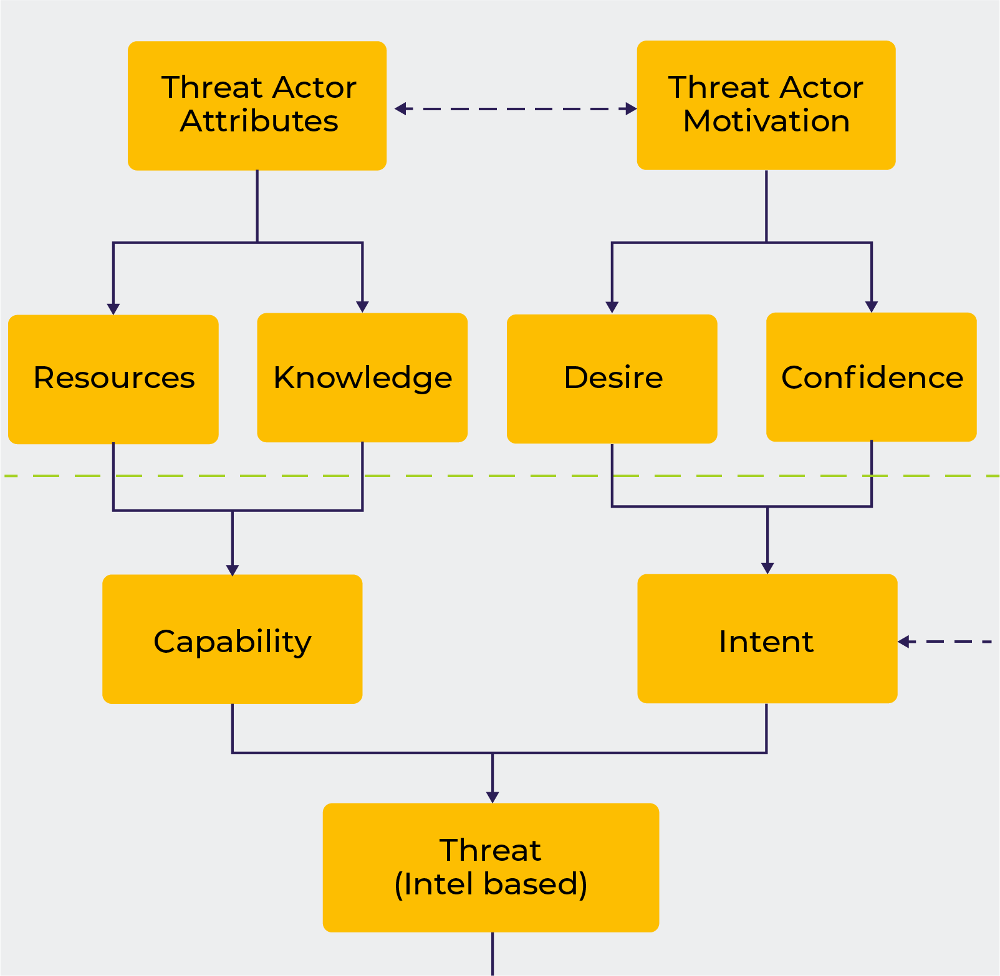 Threat Actor
Attributes
Threat Actor
Motivation
Resources
Knowledge
Desire
Confidence
Capability
Intent
Threat
(Intel based)